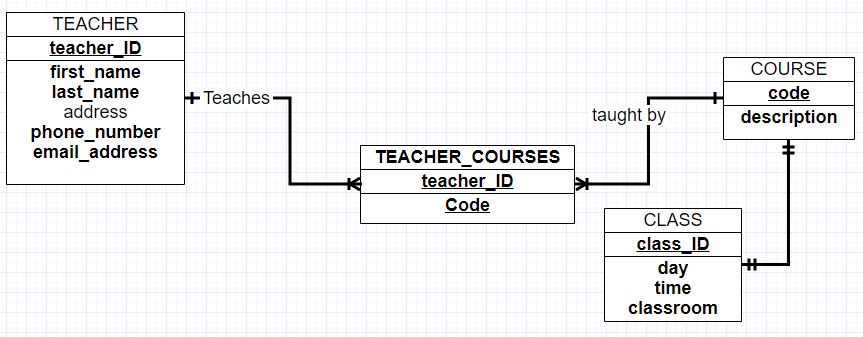 TEACHER
teacher_ID
first_name
last_name
address
phone_number
email_address
Teaches
TEACHER_COURSES
teacher_ID
Code
taught by
COURSE
code
description
CLASS
class_ID
day
time
classroom